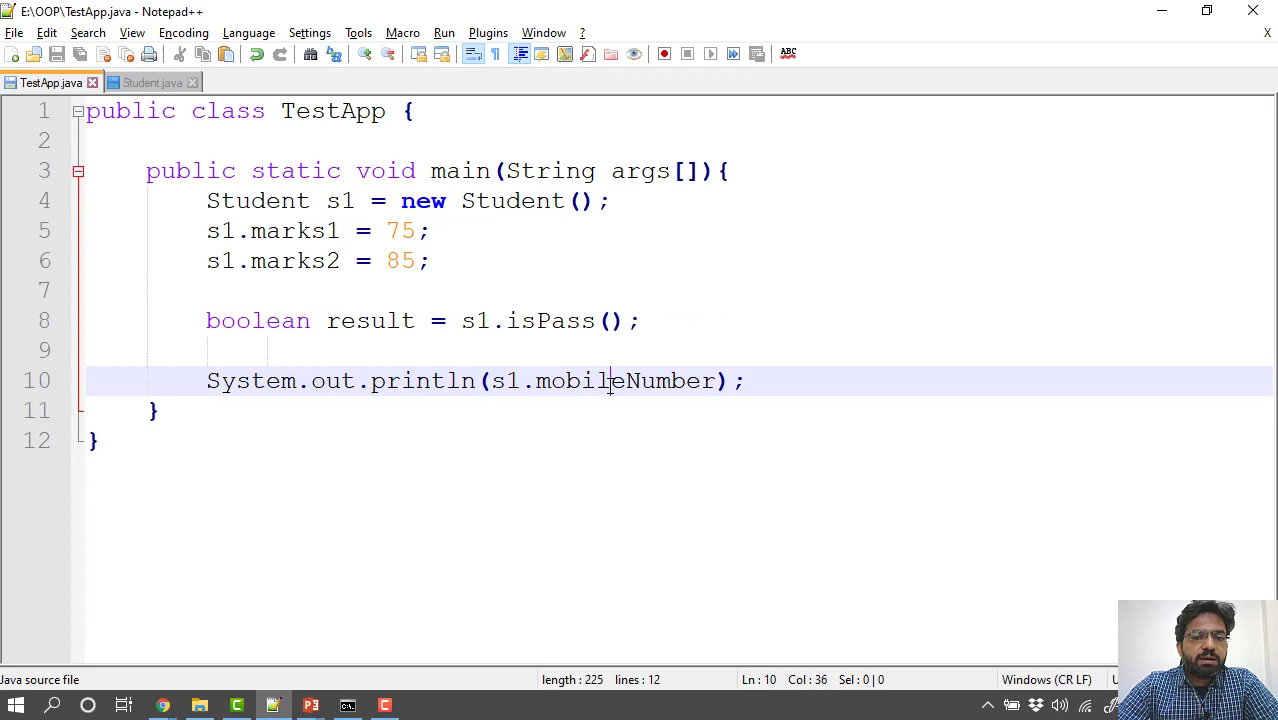 E:\OOP\TestApp.java - Notepad++
File Edit Search View Encoding Language Settings Tools Macro Run Plugins Window ? X
ABC
TestApp.java Student.java
1 public class TestApp {
2
3 public static void main(String args[]){
4 Student s1 = new Student();
5 s1.marks1 = 75;
6 s1.marks2 = 85;
7
8 boolean result = s1.isPass();
9
10 System.out.println(s1.mobileNumber);
11 }
12 }
Java source file length : 225 lines : 12 Ln : 10 Col : 36 Sel : 0 | 0 Windows (CR LF)